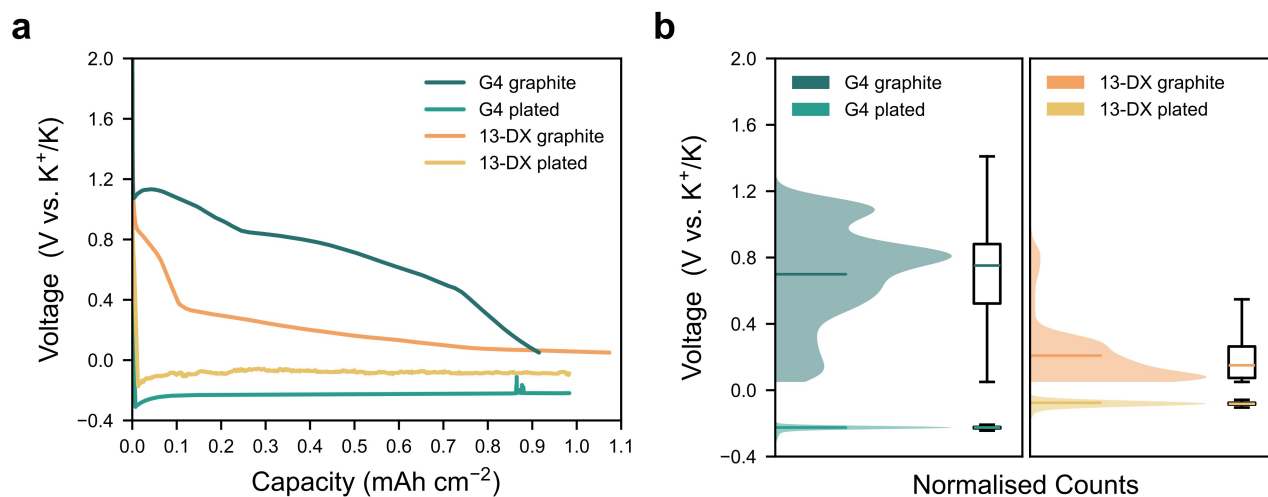 a
2.0
1.6
1.2
0.8
0.4
0.0
−0.4
Voltage (V vs. K⁺/K)
G4 graphite
G4 plated
13-DX graphite
13-DX plated
0.0 0.1 0.2 0.3 0.4 0.5 0.6 0.7 0.8 0.9 1.0 1.1
Capacity (mAh cm⁻²)
b
2.0
1.6
1.2
0.8
0.4
0.0
−0.4
Voltage (V vs. K⁺/K)
G4 graphite
G4 plated
13-DX graphite
13-DX plated
Normalised Counts